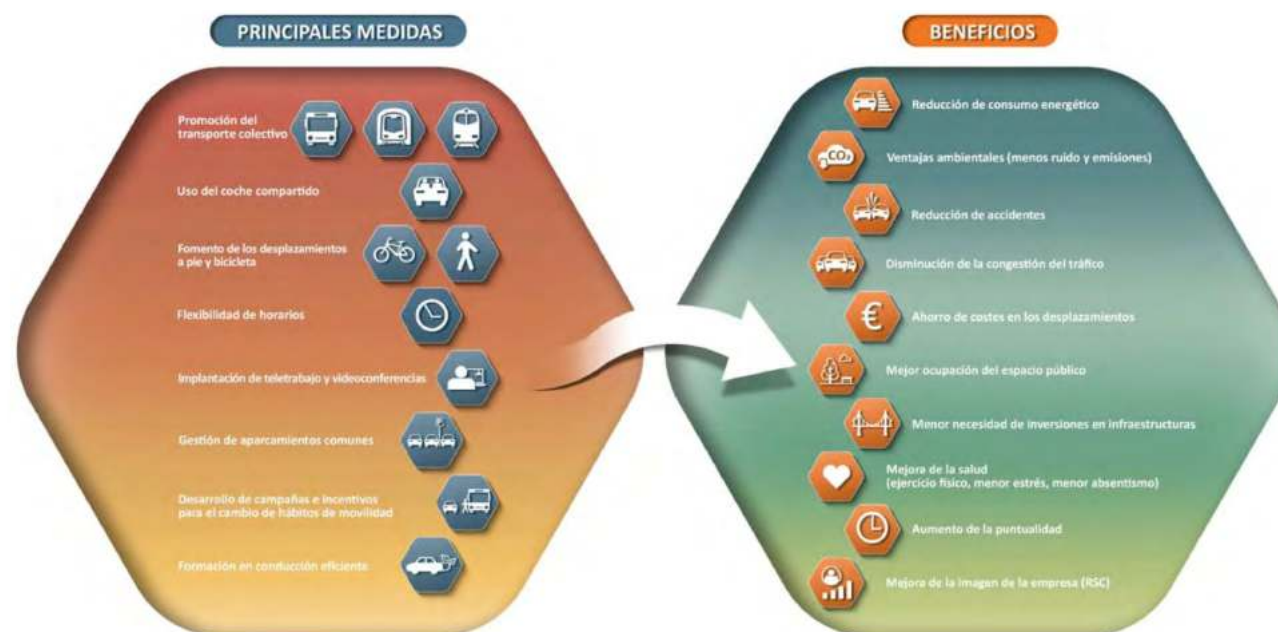 PRINCIPALES MEDIDAS
Promoción del
transporte colectivo
Uso del coche compartido
Fomento de los desplazamientos
a pie y bicicleta
Flexibilidad de horarios
Implantación de teletrabajo y videoconferencias
Gestión de aparcamientos comunes
Desarrollo de campañas e incentivos
para el cambio de hábitos de movilidad
Formación en conducción eficiente
BENEFICIOS
Reducción de consumo energético
CO₂
Ventajas ambientales (menos ruido y emisiones)
Reducción de accidentes
Disminución de la congestión del tráfico
€
Ahorro de costes en los desplazamientos
Mejor ocupación del espacio público
Menor necesidad de inversiones en infraestructuras
Mejora de la salud
(ejercicio físico, menor estrés, menor absentismo)
Aumento de la puntualidad
Mejora de la imagen de la empresa (RSC)